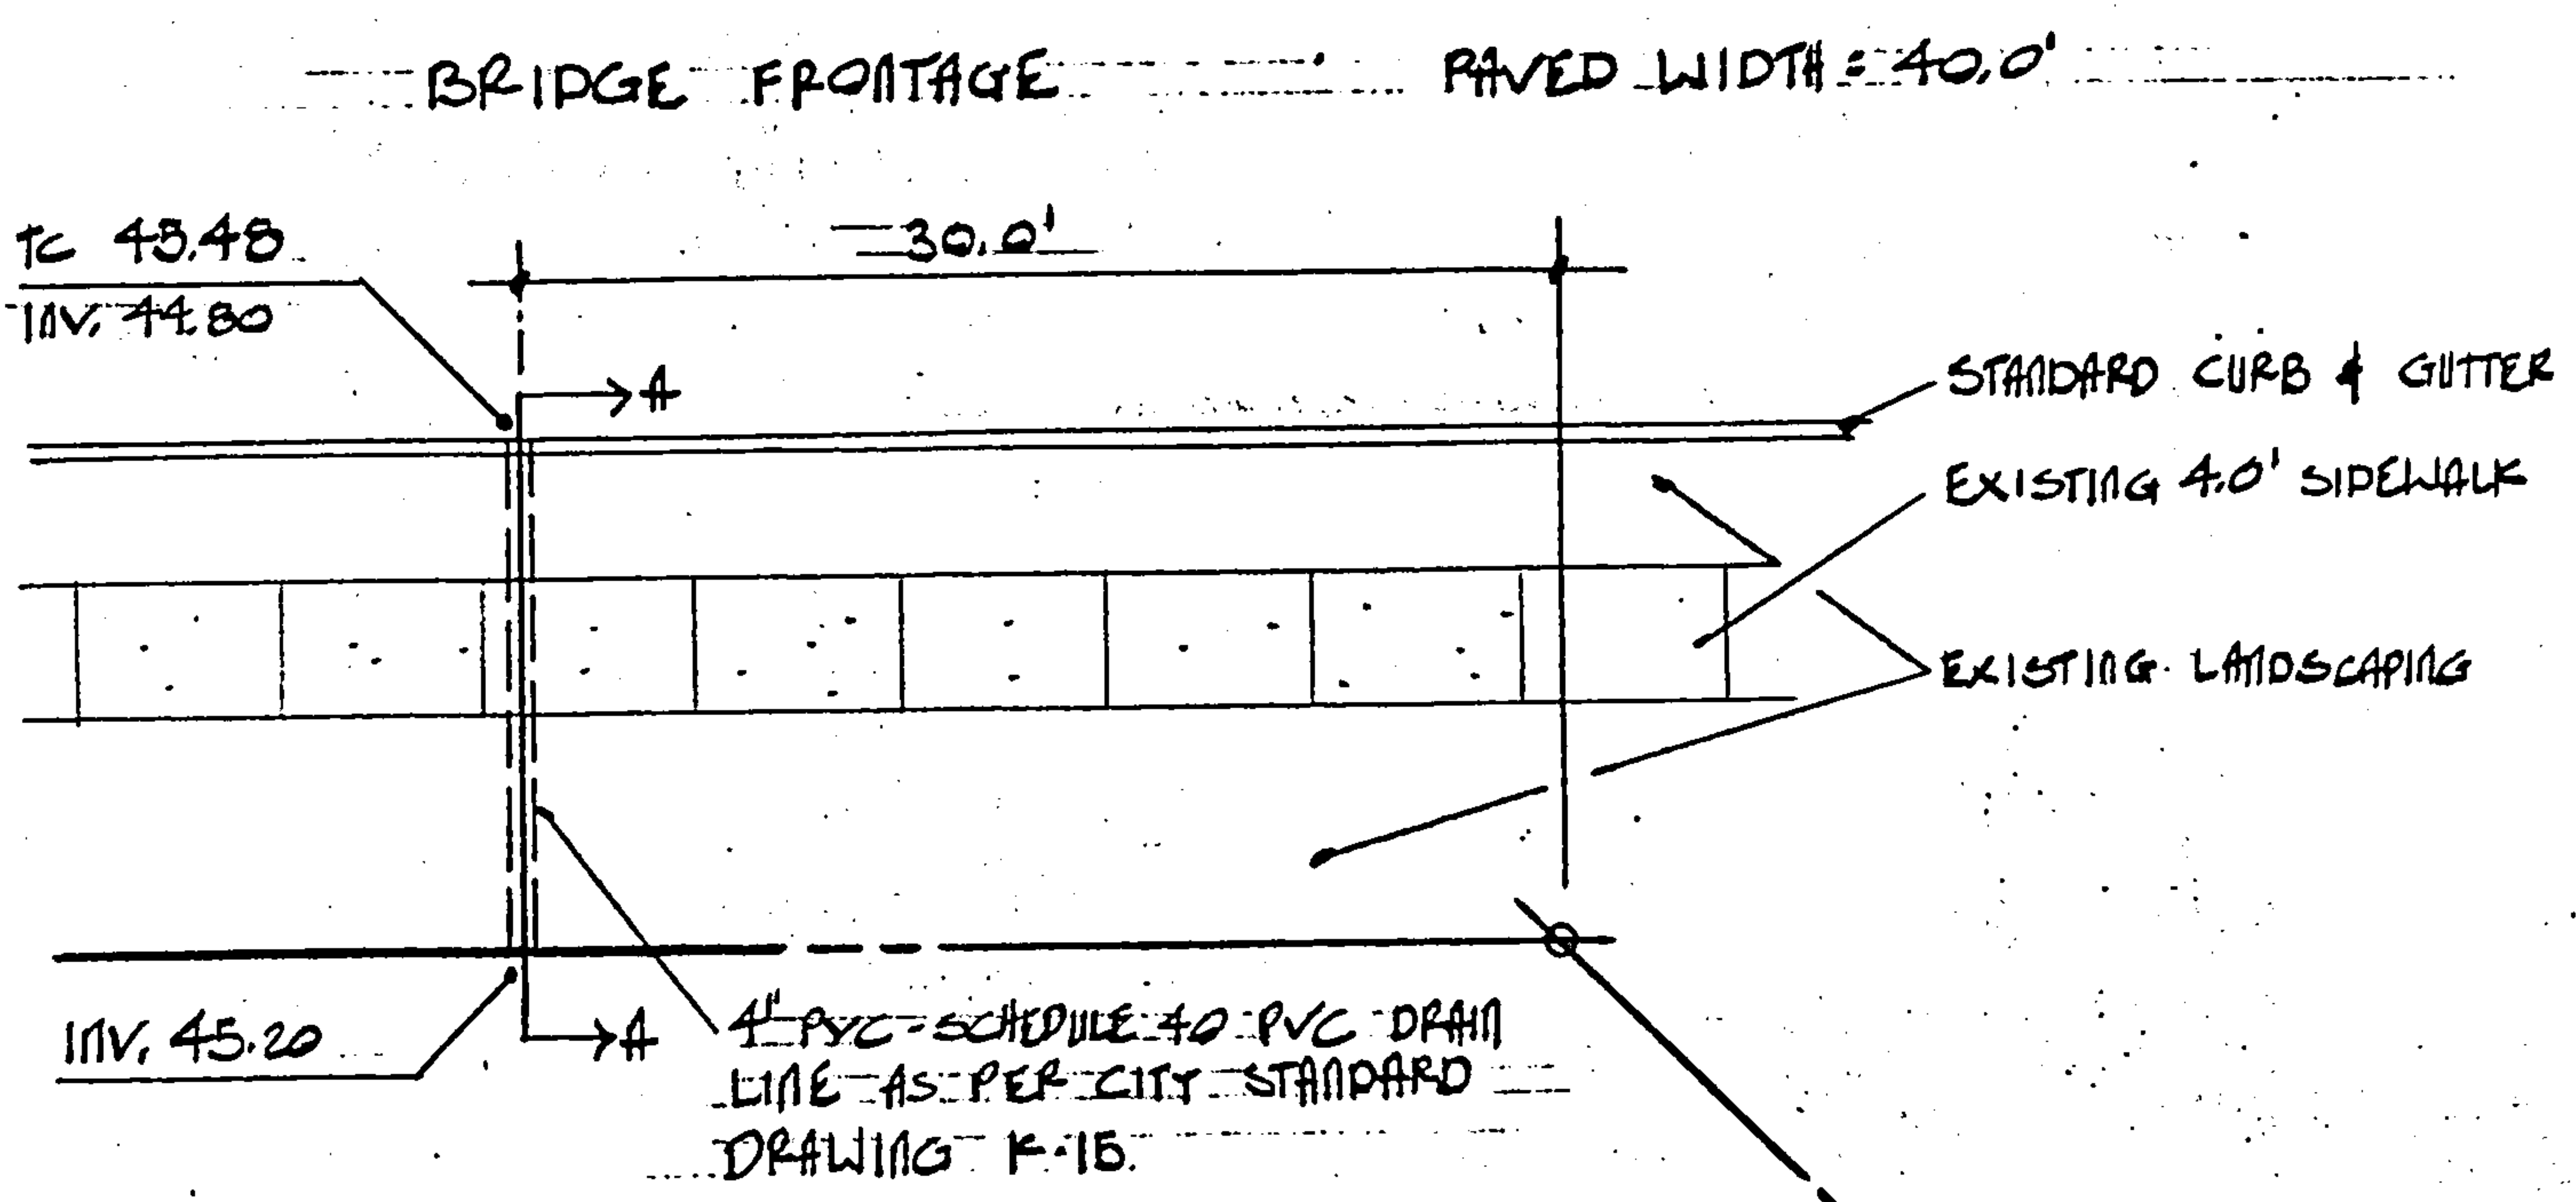 BRIDGE FRONTAGE PAVED WIDTH = 40.0'
TC 45.48
30.0'
INV. 44.80
A
STANDARD CURB & GUTTER
EXISTING 4.0' SIDEWALK
EXISTING LANDSCAPING
INV. 45.20
A
4" PVC-SCHEDULE 40 PVC DRAIN
LINE AS PER CITY STANDARD
DRAWING K-15.